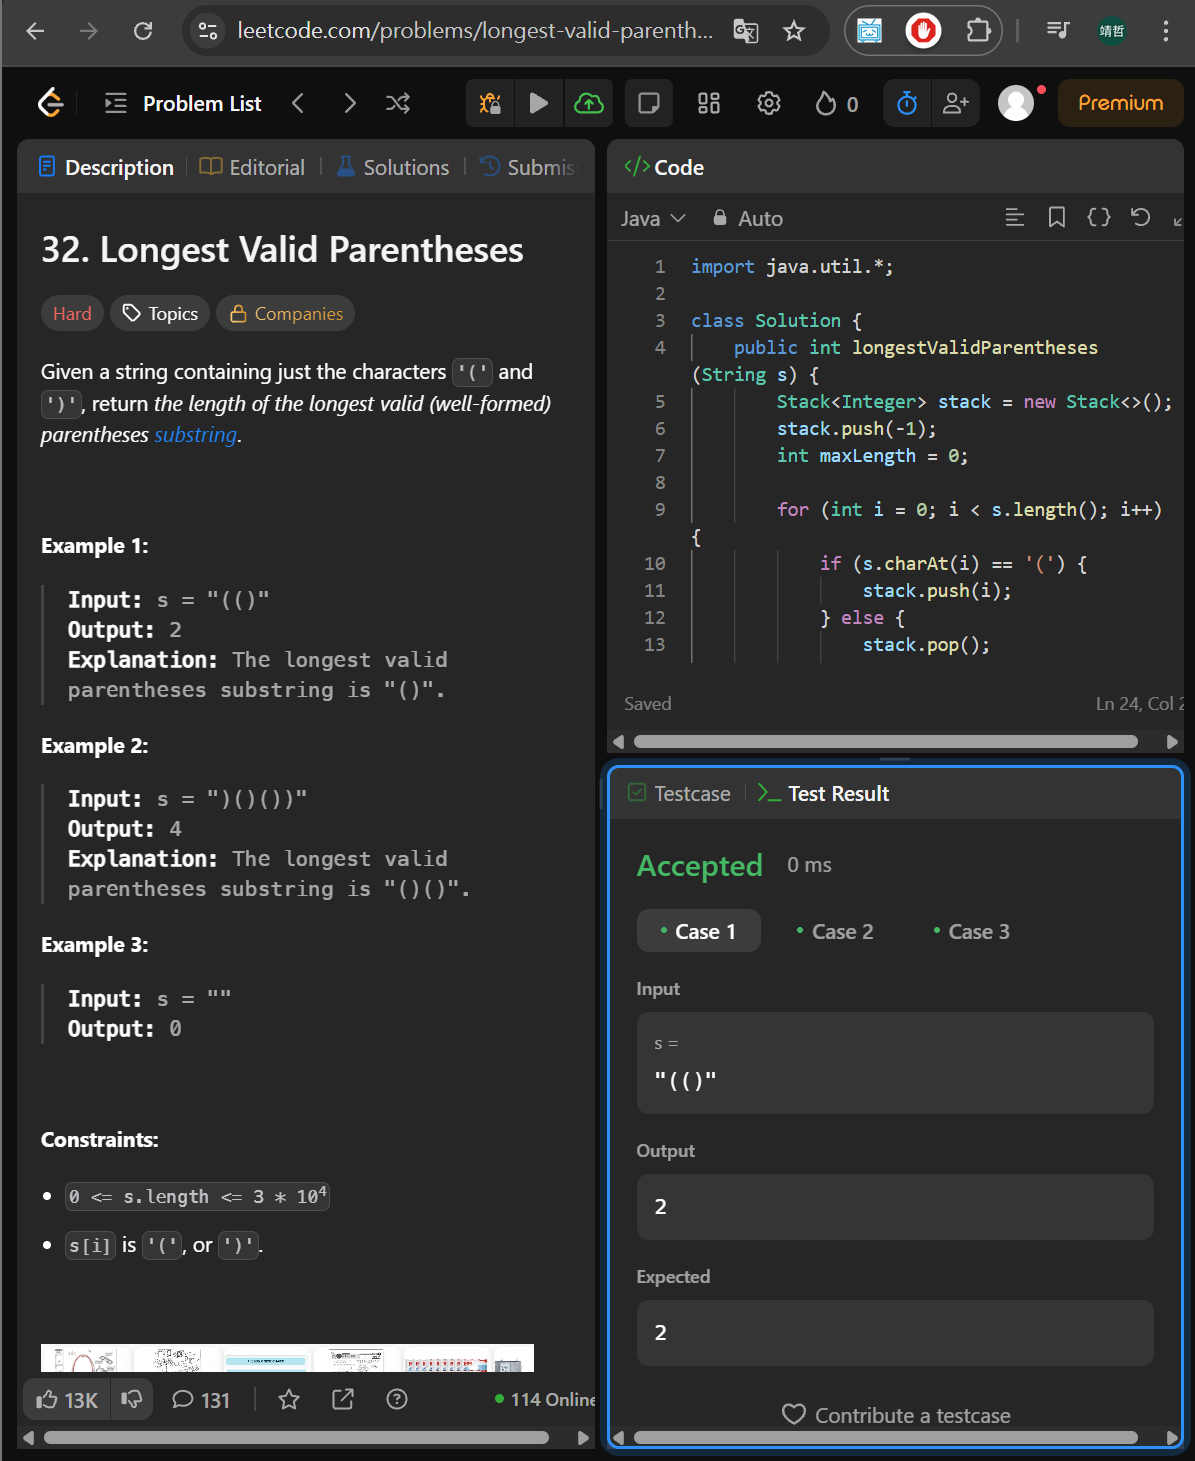 leetcode.com/problems/longest-valid-parenth...
靖哲
Problem List
0
Premium
Description
Editorial
Solutions
Submis
32. Longest Valid Parentheses
Hard
Topics
Companies
Given a string containing just the characters '(' and
')', return the length of the longest valid (well-formed)
parentheses substring.
Example 1:
Input: s = "(()"
Output: 2
Explanation: The longest valid
parentheses substring is "()".
Example 2:
Input: s = ")()())"
Output: 4
Explanation: The longest valid
parentheses substring is "()()".
Example 3:
Input: s = ""
Output: 0
Constraints:
0 <= s.length <= 3 * 10⁴
s[i] is '(', or ')'.
13K
131
114 Online
</> Code
Java
Auto
1 import java.util.*;
2
3 class Solution {
4 public int longestValidParentheses
(String s) {
5 Stack<Integer> stack = new Stack<>();
6 stack.push(-1);
7 int maxLength = 0;
8
9 for (int i = 0; i < s.length(); i++)
{
10 if (s.charAt(i) == '(') {
11 stack.push(i);
12 } else {
13 stack.pop();
Saved
Ln 24, Col 2
Testcase
Test Result
Accepted 0 ms
Case 1
Case 2
Case 3
Input
s =
"(()"
Output
2
Expected
2
Contribute a testcase